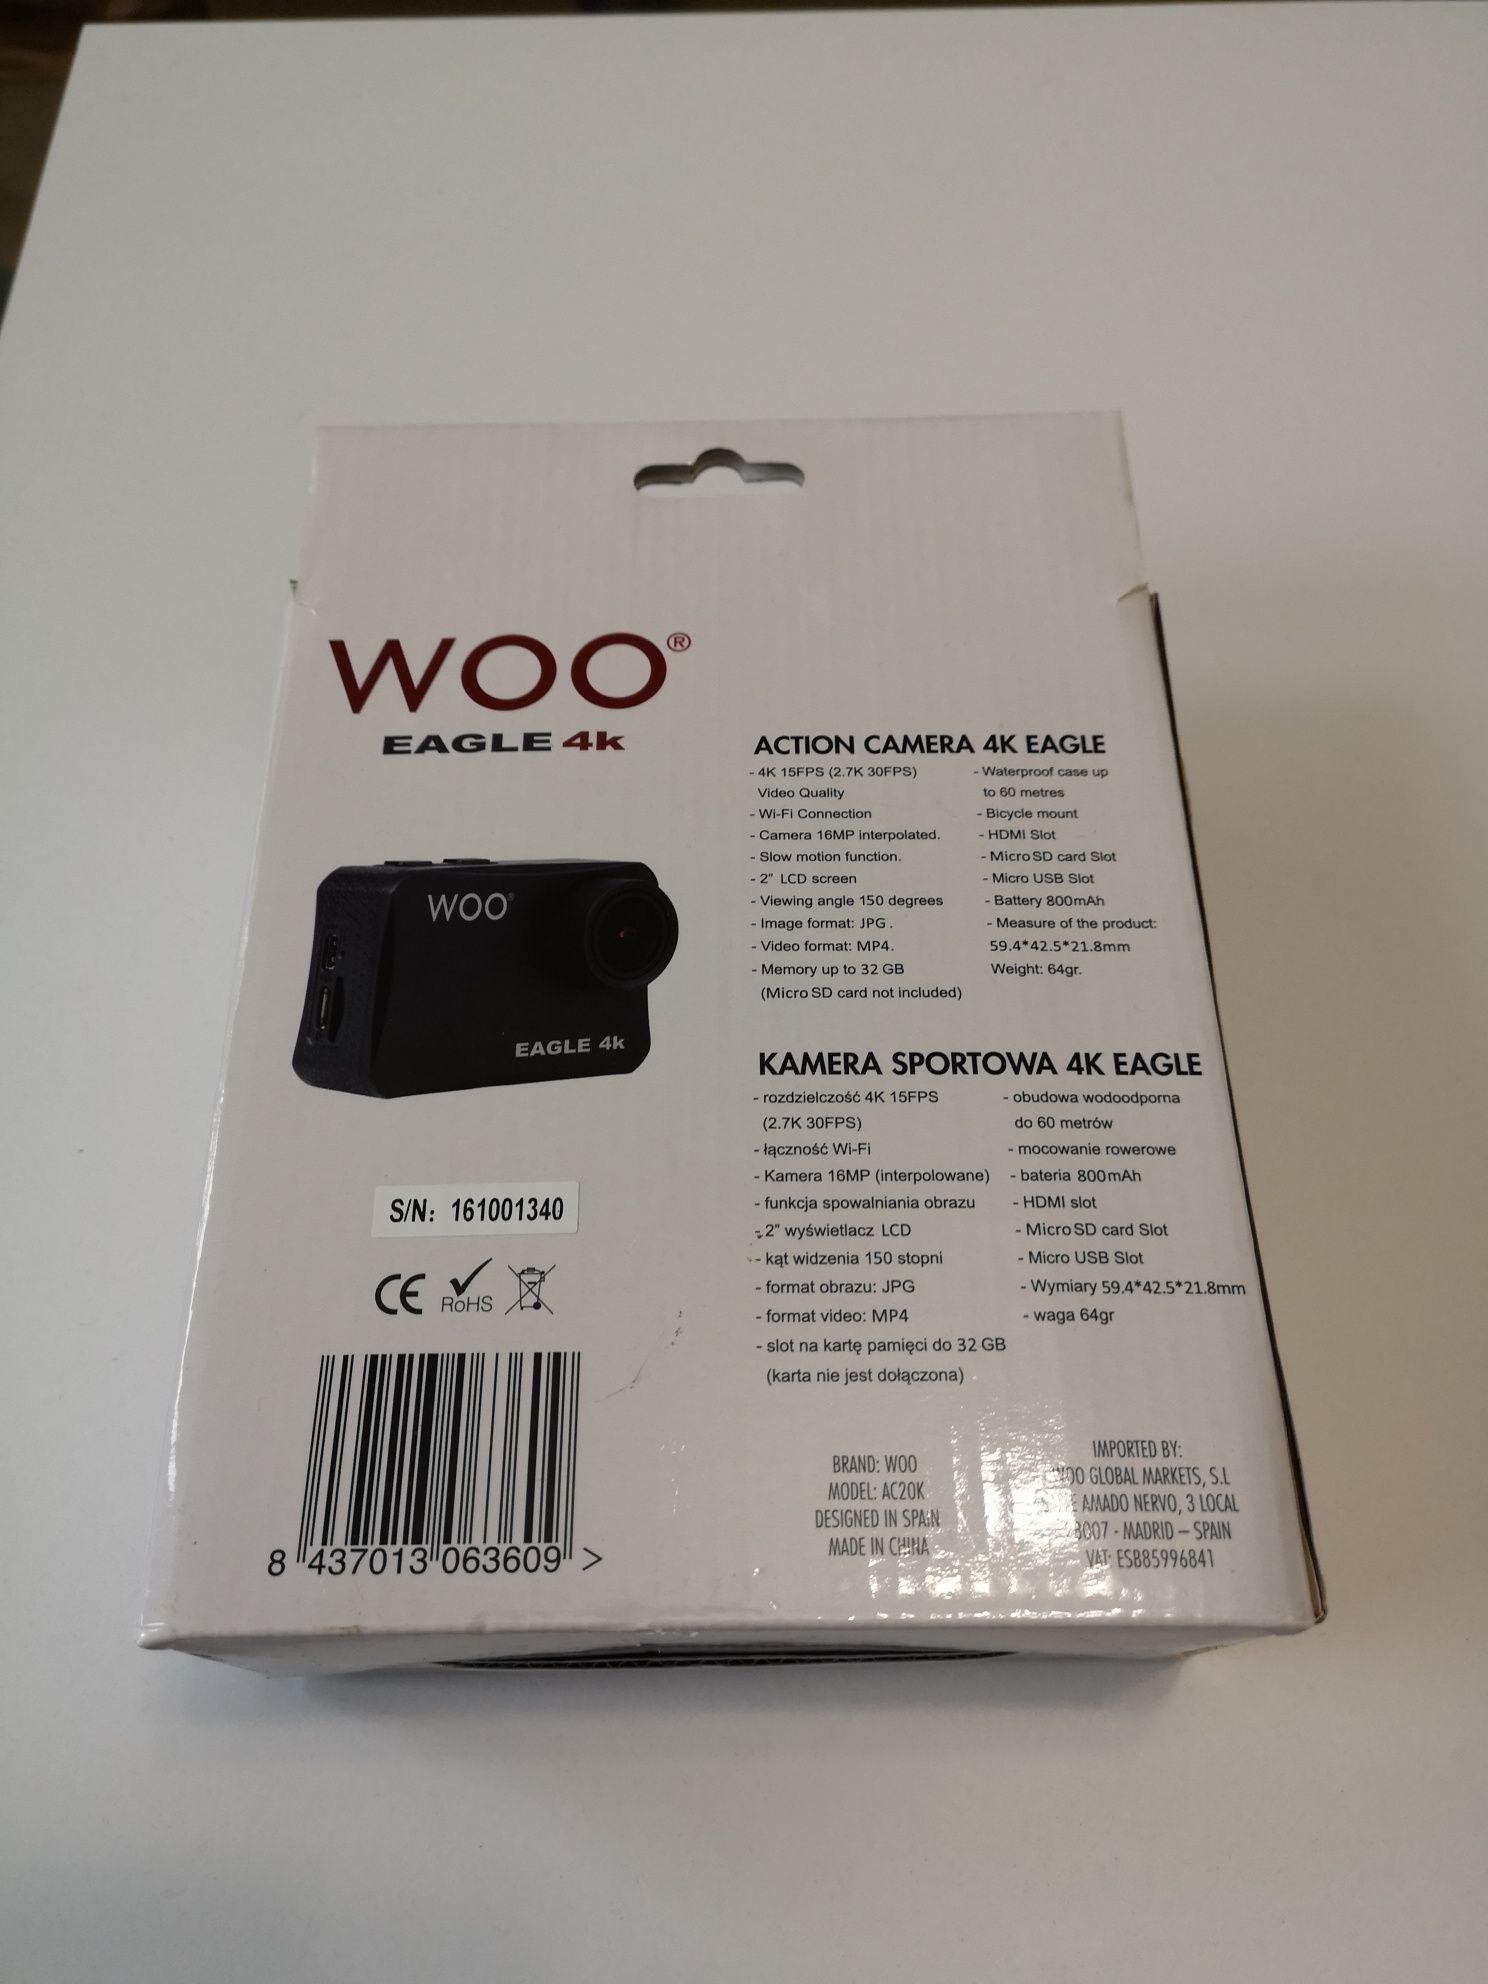 WOO®
EAGLE 4k
WOO®
EAGLE 4k
S/N: 161001340
CE
RoHS
8 437013 063609 >
ACTION CAMERA 4K EAGLE
- 4K 15FPS (2.7K 30FPS)
Video Quality
- Wi-Fi Connection
- Camera 16MP interpolated.
- Slow motion function.
- 2" LCD screen
- Viewing angle 150 degrees
- Image format: JPG .
- Video format: MP4.
- Memory up to 32 GB
(Micro SD card not included)
- Waterproof case up
to 60 metres
- Bicycle mount
- HDMI Slot
- Micro SD card Slot
- Micro USB Slot
- Battery 800mAh
- Measure of the product:
59.4*42.5*21.8mm
Weight: 64gr.
KAMERA SPORTOWA 4K EAGLE
- rozdzielczość 4K 15FPS
(2.7K 30FPS)
- łączność Wi-Fi
- Kamera 16MP (interpolowane)
- funkcja spowalniania obrazu
- 2" wyświetlacz LCD
- kąt widzenia 150 stopni
- format obrazu: JPG
- format video: MP4
- slot na kartę pamięci do 32 GB
(karta nie jest dołączona)
- obudowa wodoodporna
do 60 metrów
- mocowanie rowerowe
- bateria 800mAh
- HDMI slot
- Micro SD card Slot
- Micro USB Slot
- Wymiary 59.4*42.5*21.8mm
- waga 64gr
BRAND: WOO
MODEL: AC20K
DESIGNED IN SPAIN
MADE IN CHINA
IMPORTED BY:
WOO GLOBAL MARKETS, S.L
AMADO NERVO, 3 LOCAL
- MADRID – SPAIN
VAT: ESB85996841